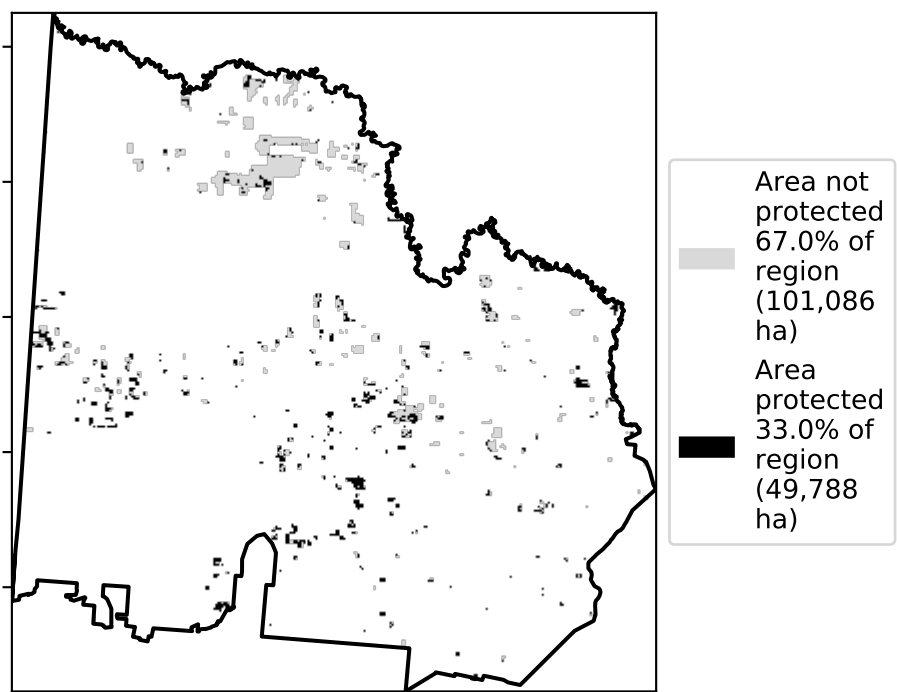 Area not
protected
67.0% of
region
(101,086
ha)
Area
protected
33.0% of
region
(49,788
ha)